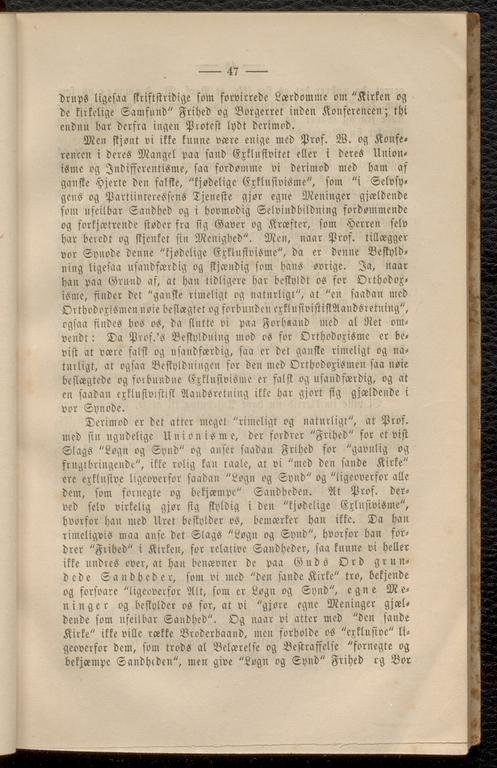 — 47 —
drups ligesaa skriftstridige som forvirrede Lærdomme om "Kirken og
de kirkelige Samfund" Frihed og Borgerret inden Konferencen; thi
endnu har derfra ingen Protest lydt derimod.
Men skjønt vi ikke kunne være enige med Prof. W. og Konfe-
rencen i deres Mangel paa sand Exklusivitet eller i deres Union-
isme og Indifferentisme, saa fordømme vi derimod med ham af
ganske Hjerte den falske, "kjødelige Exklusivisme", som "i Selvsy-
gens og Partiinteressens Tjeneste gjør egne Meninger gjældende
som ufeilbar Sandhed og i hovmodig Selvindbildning fordømmende
og forkjætrende støder fra sig Gaver og Kræfter, som Herren selv
har beredt og skjenket sin Menighed". Men, naar Prof. tillægger
vor Synode denne "kjødelige Exklusivisme", da er denne Beskyld-
ning ligesaa usandfærdig og skjændig som hans øvrige. Ja, naar
han paa Grund af, at han tidligere har beskyldt os for Orthodox-
isme, finder det "ganske rimeligt og naturligt", at "en saadan med
Orthodoxismen nøie beslægtet og forbunden exklusivistisk Aandsretning",
ogsaa findes hos os, da slutte vi paa Forhaand med al Ret om-
vendt: Da Prof.'s Beskyldning mod os for Orthodoxisme er be-
vist at være falsk og usandfærdig, saa er det ganske rimeligt og na-
turligt, at ogsaa Beskyldningen for den med Orthodoxismen saa nøie
beslægtede og forbundne Exklusivisme er falsk og usandfærdig, og at
en saadan exklusivistisk Aandsretning ikke har gjort sig gjældende i
vor Synode.
Derimod er det atter meget "rimeligt og naturligt", at Prof.
med sin ugudelige Unionisme, der fordrer "Frihed" for et vist
Slags "Løgn og Synd" og anser saadan Frihed for "gavnlig og
frugtbringende", ikke rolig kan taale, at vi "med den sande Kirke"
ere exklusive ligeoverfor saadan "Løgn og Synd" og "ligeoverfor alle
dem, som fornegte og bekjæmpe" Sandheden. At Prof. der-
ved selv virkelig gjør sig skyldig i den "kjødelige Exlusivisme",
hvorfor han med Uret beskylder os, bemærker han ikke. Da han
rimeligvis maa anse det Slags "Løgn og Synd", hvorfor han for-
drer "Frihed" i Kirken, for relative Sandheder, saa kunne vi heller
ikke undres over, at han benævner de paa Guds Ord grun-
dede Sandheder, som vi med "den sande Kirke" tro, bekjende
og forsvare "ligeoverfor Alt, som er Løgn og Synd", egne Me-
ninger og beskylder os for, at vi "gjøre egne Meninger gjæl-
dende som ufeilbar Sandhed". Og naar vi atter med "den sande
Kirke" ikke ville række Broderhaand, men forholde os "exklusive" li-
geoverfor dem, som trods al Belærelse og Bestraffelse "fornegte og
bekjæmpe Sandheden", men give "Løgn og Synd" Frihed og Bor